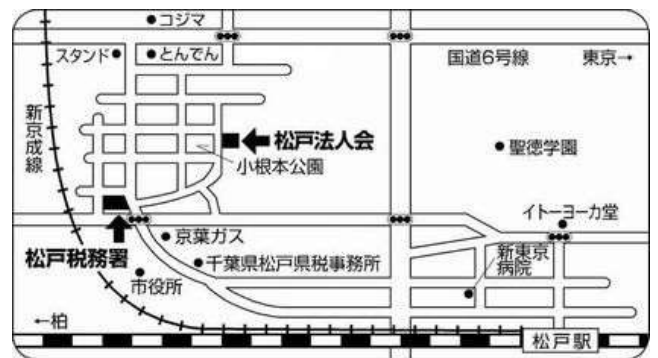 コジマ
スタンド
とんでん
国道6号線
東京→
新京成線
松戸法人会
小根本公園
聖徳学園
イトーヨーカ堂
松戸税務署
京葉ガス
千葉県松戸県税事務所
新東京
病院
市役所
←柏
松戸駅